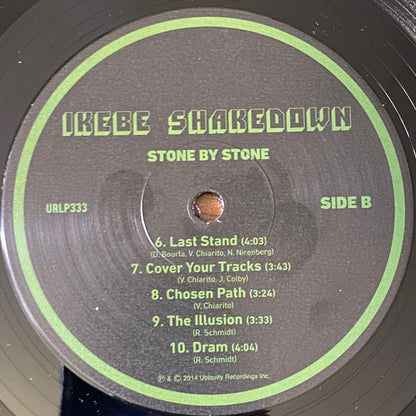 IKEBE SHAKEDOWN
STONE BY STONE
URLP333
SIDE B
6. Last Stand (4:03)
(D. Bourla, V. Chiarito, N. Nirenberg)
7. Cover Your Tracks (3:43)
(V. Chiarito, J. Colby)
8. Chosen Path (3:24)
(V. Chiarito)
9. The Illusion (3:33)
(R. Schmidt)
10. Dram (4:04)
(R. Schmidt)
℗ & © 2014 Ubiquity Recordings Inc.